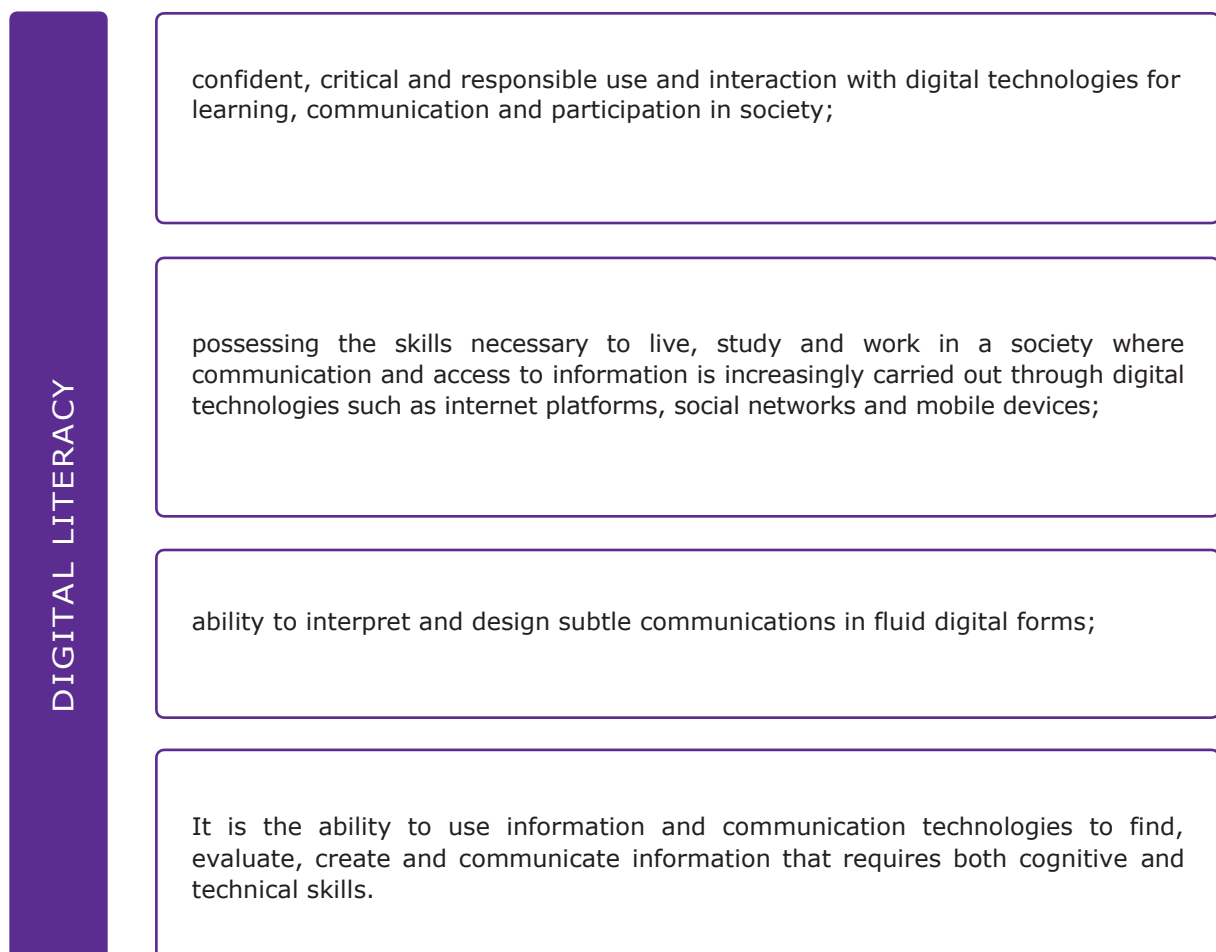 DIGITAL LITERACY
confident, critical and responsible use and interaction with digital technologies for
learning, communication and participation in society;
possessing the skills necessary to live, study and work in a society where
communication and access to information is increasingly carried out through digital
technologies such as internet platforms, social networks and mobile devices;
ability to interpret and design subtle communications in fluid digital forms;
It is the ability to use information and communication technologies to find,
evaluate, create and communicate information that requires both cognitive and
technical skills.